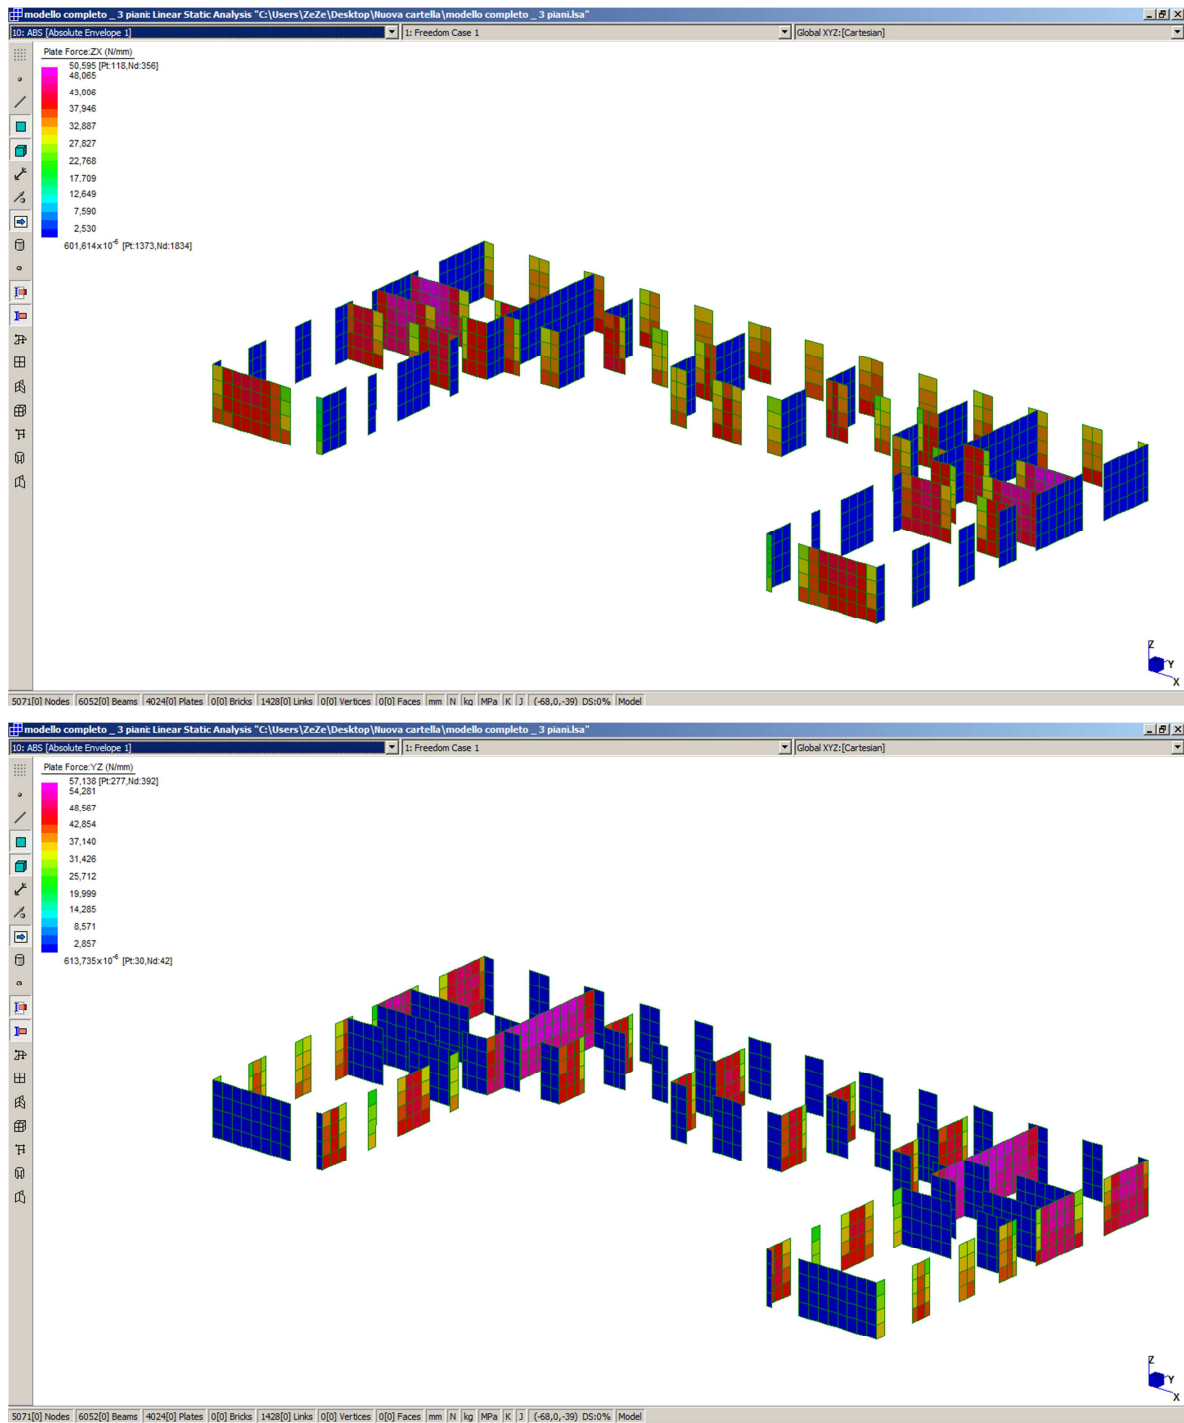 modello completo _ 3 piani: Linear Static Analysis "C:\Users\ZeZe\Desktop\Nuova cartella\modello completo _ 3 piani.lsa"
10: ABS [Absolute Envelope 1] 1: Freedom Case 1 Global XYZ:[Cartesian]
Plate Force:ZX (N/mm)
50,595 [Pt:118,Nd:356]
48,065
43,006
37,946
32,887
27,827
22,768
17,709
12,649
7,590
2,530
601,614x10-6 [Pt:1373,Nd:1834]
Z
Y
X
5071[0] Nodes 6052[0] Beams 4024[0] Plates 0[0] Bricks 1428[0] Links 0[0] Vertices 0[0] Faces mm N kg MPa K J (-68,0,-39) DS:0% Model
modello completo _ 3 piani: Linear Static Analysis "C:\Users\ZeZe\Desktop\Nuova cartella\modello completo _ 3 piani.lsa"
10: ABS [Absolute Envelope 1] 1: Freedom Case 1 Global XYZ:[Cartesian]
Plate Force:YZ (N/mm)
57,138 [Pt:277,Nd:392]
54,281
48,567
42,854
37,140
31,426
25,712
19,999
14,285
8,571
2,857
613,735x10-6 [Pt:30,Nd:42]
Z
Y
X
5071[0] Nodes 6052[0] Beams 4024[0] Plates 0[0] Bricks 1428[0] Links 0[0] Vertices 0[0] Faces mm N kg MPa K J (-68,0,-39) DS:0% Model